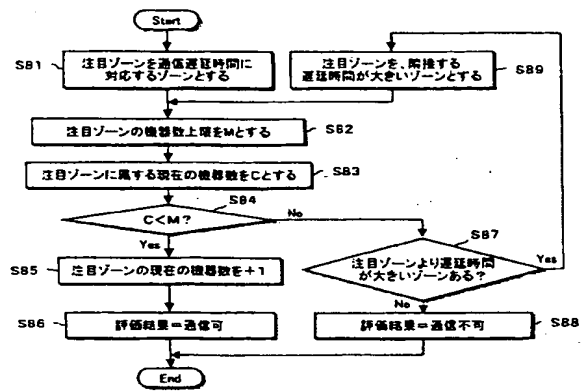 Start
S81
注目ゾーンを通信遅延時間に
対応するゾーンとする
注目ゾーンを、隣接する
遅延時間が大きいゾーンとする
S89
注目ゾーンの機器数上限をMとする
S82
注目ゾーンに属する現在の機器数をCとする
S83
S84
C<M?
No
Yes
S87
注目ゾーンより遅延時間
が大きいゾーンある?
Yes
S85
注目ゾーンの現在の機器数を+1
No
S86
評価結果=通信可
評価結果=通信不可
S88
End